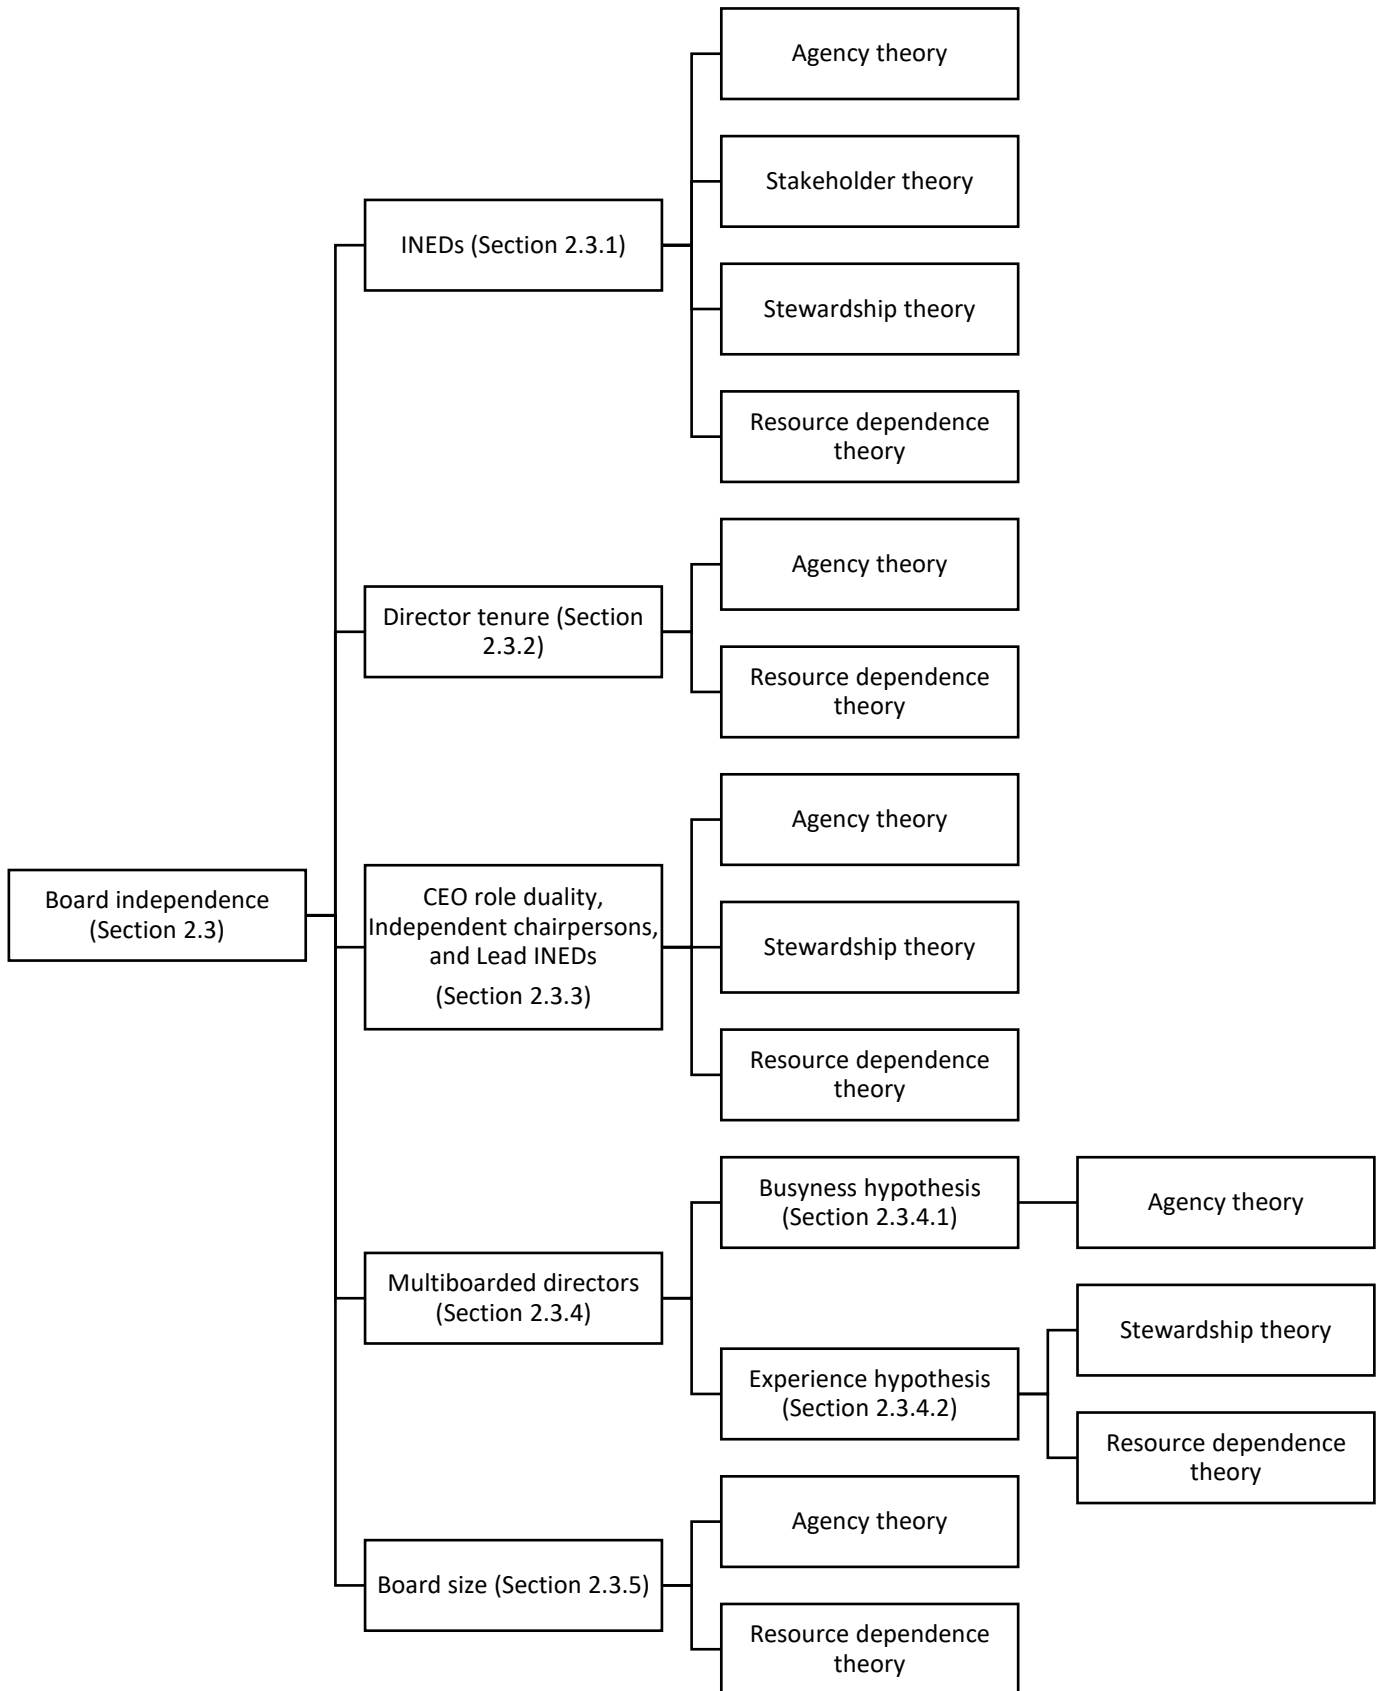 Board independence
(Section 2.3)
INEDs (Section 2.3.1)
Agency theory
Stakeholder theory
Stewardship theory
Resource dependence
theory
Director tenure (Section
2.3.2)
Agency theory
Resource dependence
theory
CEO role duality,
Independent chairpersons,
and Lead INEDs
(Section 2.3.3)
Agency theory
Stewardship theory
Resource dependence
theory
Multiboarded directors
(Section 2.3.4)
Busyness hypothesis
(Section 2.3.4.1)
Agency theory
Experience hypothesis
(Section 2.3.4.2)
Stewardship theory
Resource dependence
theory
Board size (Section 2.3.5)
Agency theory
Resource dependence
theory